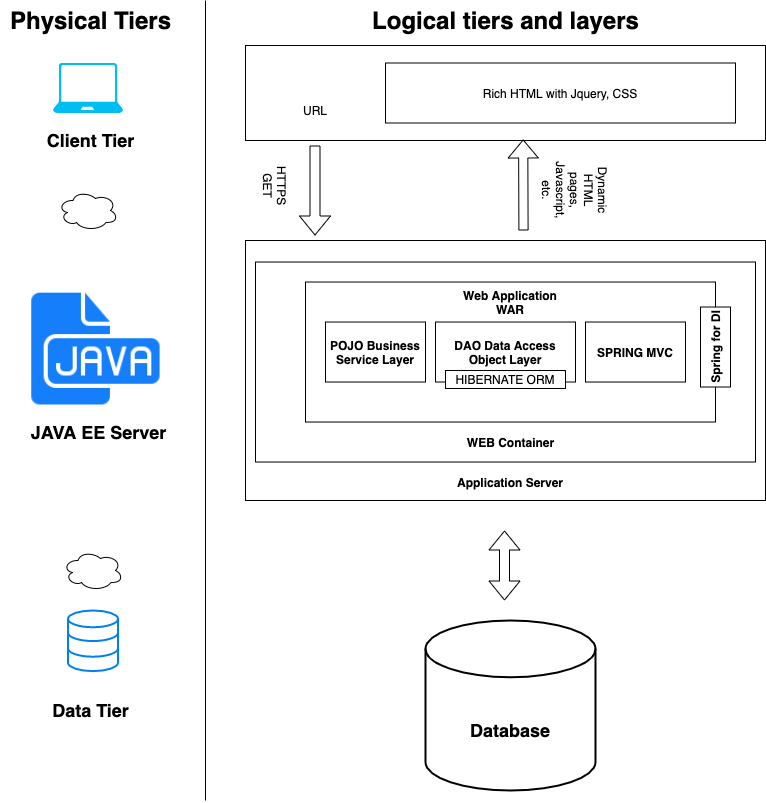 Physical Tiers
Logical tiers and layers
Client Tier
URL
Rich HTML with Jquery, CSS
HTTPS
GET
Dynamic
HTML
pages,
Javascript,
etc.
JAVA
JAVA EE Server
Web Application
WAR
POJO Business
Service Layer
DAO Data Access
Object Layer
HIBERNATE ORM
SPRING MVC
Spring for DI
WEB Container
Application Server
Data Tier
Database